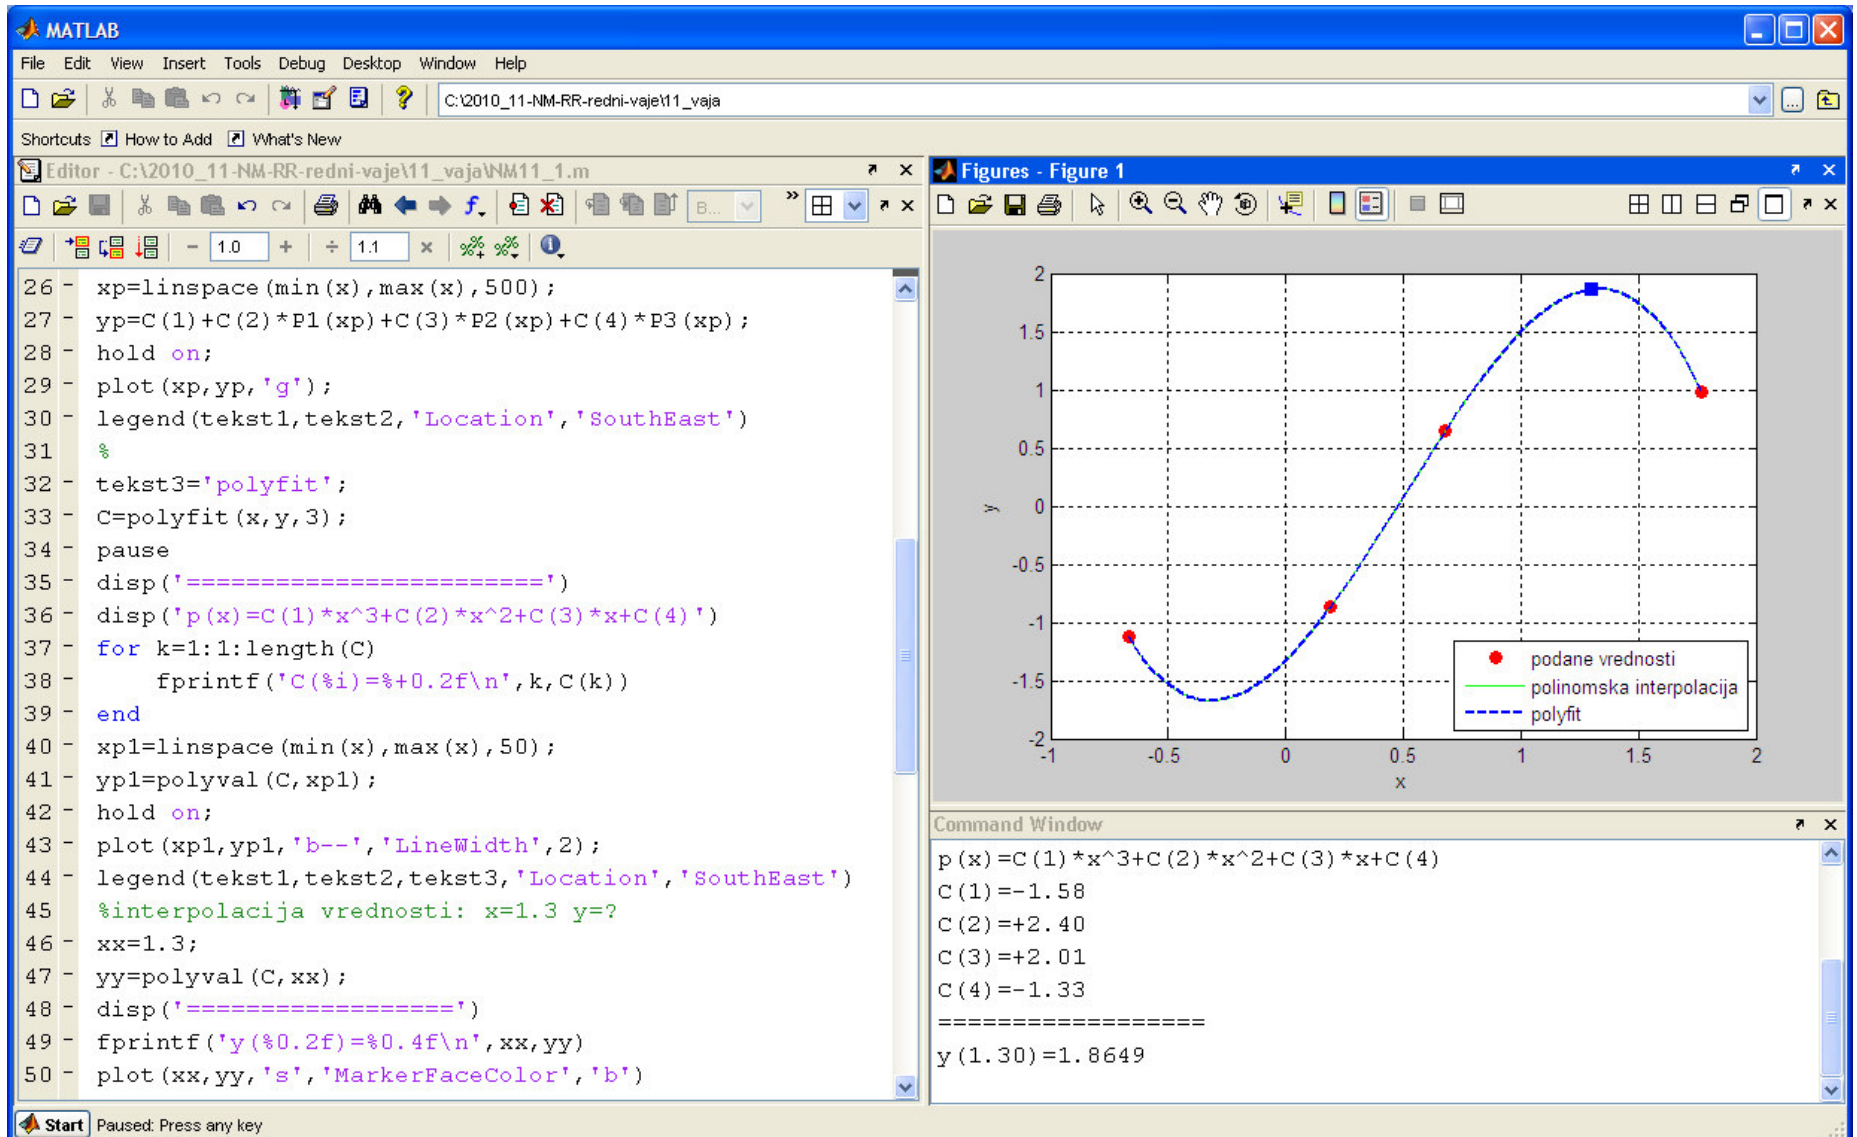 MATLAB
File Edit View Insert Tools Debug Desktop Window Help
C:\2010_11-NM-RR-redni-vaje\11_vaja
Shortcuts How to Add What's New
Editor - C:\2010_11-NM-RR-redni-vaje\11_vaja\NM11_1.m
B...
1.0
1.1
26 - xp=linspace(min(x),max(x),500);
27 - yp=C(1)+C(2)*P1(xp)+C(3)*P2(xp)+C(4)*P3(xp);
28 - hold on;
29 - plot(xp,yp,'g');
30 - legend(tekst1,tekst2,'Location','SouthEast')
31 %
32 - tekst3='polyfit';
33 - C=polyfit(x,y,3);
34 - pause
35 - disp('========================')
36 - disp('p(x)=C(1)*x^3+C(2)*x^2+C(3)*x+C(4)')
37 - for k=1:1:length(C)
38 - fprintf('C(%i)=%+0.2f\n',k,C(k))
39 - end
40 - xp1=linspace(min(x),max(x),50);
41 - yp1=polyval(C,xp1);
42 - hold on;
43 - plot(xp1,yp1,'b--','LineWidth',2);
44 - legend(tekst1,tekst2,tekst3,'Location','SouthEast')
45 %interpolacija vrednosti: x=1.3 y=?
46 - xx=1.3;
47 - yy=polyval(C,xx);
48 - disp('==================')
49 - fprintf('y(%0.2f)=%0.4f\n',xx,yy)
50 - plot(xx,yy,'s','MarkerFaceColor','b')
Figures - Figure 1
2
1.5
1
0.5
0
-0.5
-1
-1.5
-2
y
-1 -0.5 0 0.5 1 1.5 2
x
podane vrednosti
polinomska interpolacija
polyfit
Command Window
p(x)=C(1)*x^3+C(2)*x^2+C(3)*x+C(4)
C(1)=-1.58
C(2)=+2.40
C(3)=+2.01
C(4)=-1.33
==================
y(1.30)=1.8649
Start Paused: Press any key